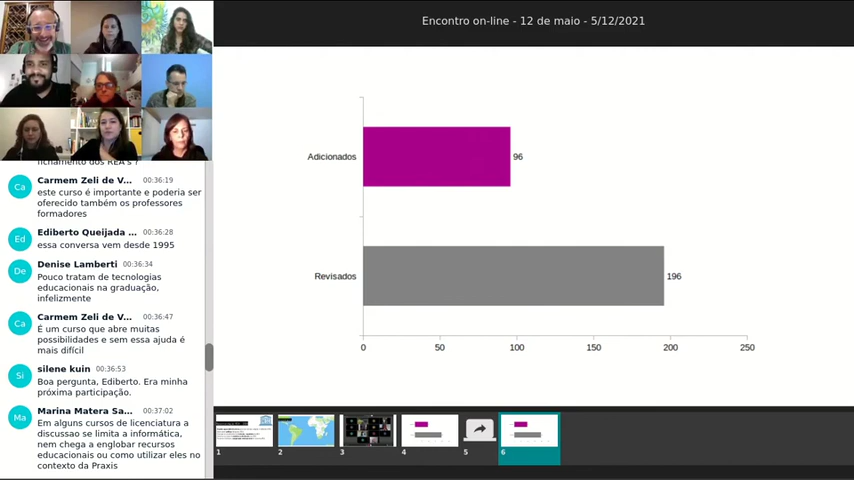 Encontro on-line - 12 de maio - 5/12/2021
fichamento dos REA's ?
Ca
Carmem Zeli de V... 00:36:19
este curso é importante e poderia ser
oferecido também os professores
formadores
Ed
Ediberto Queijada ... 00:36:28
essa conversa vem desde 1995
De
Denise Lamberti 00:36:34
Pouco tratam de tecnologias
educacionais na graduação,
infelizmente
Ca
Carmem Zeli de V... 00:36:47
É um curso que abre muitas
possibilidades e sem essa ajuda é
mais difícil
Si
silene kuin 00:36:53
Boa pergunta, Ediberto. Era minha
próxima participação.
Ma
Marina Matera Sa... 00:37:02
Em alguns cursos de licenciatura a
discussao se limita a informática,
nem chega a englobar recursos
educacionais ou como utilizar eles no
contexto da Praxis
Adicionados 96
Revisados 196
0 50 100 150 200 250
1 2 3 4 5 6